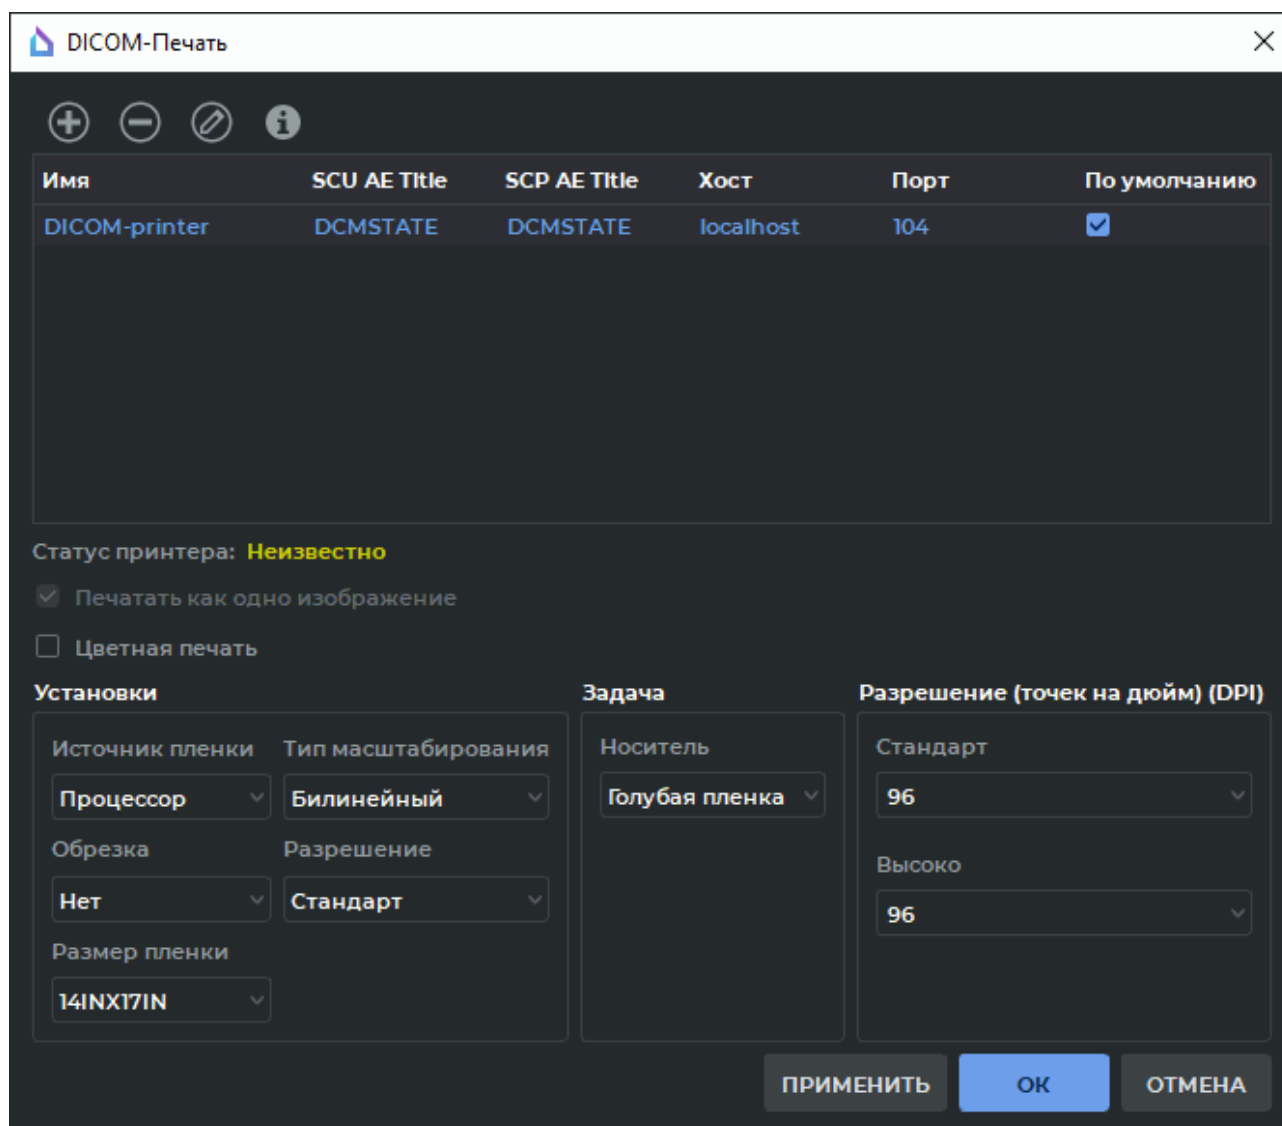 DICOM-Печать
Имя SCU AE Title SCP AE Title Хост Порт По умолчанию
DICOM-printer DCMSTATE DCMSTATE localhost 104
Статус принтера: Неизвестно
Печатать как одно изображение
Цветная печать
Установки Задача Разрешение (точек на дюйм) (DPI)
Источник пленки Тип масштабирования Носитель Стандарт
Процессор Билинейный Голубая пленка 96
Обрезка Разрешение Высоко
Нет Стандарт 96
Размер пленки
14INX17IN
ПРИМЕНИТЬ ОК ОТМЕНА